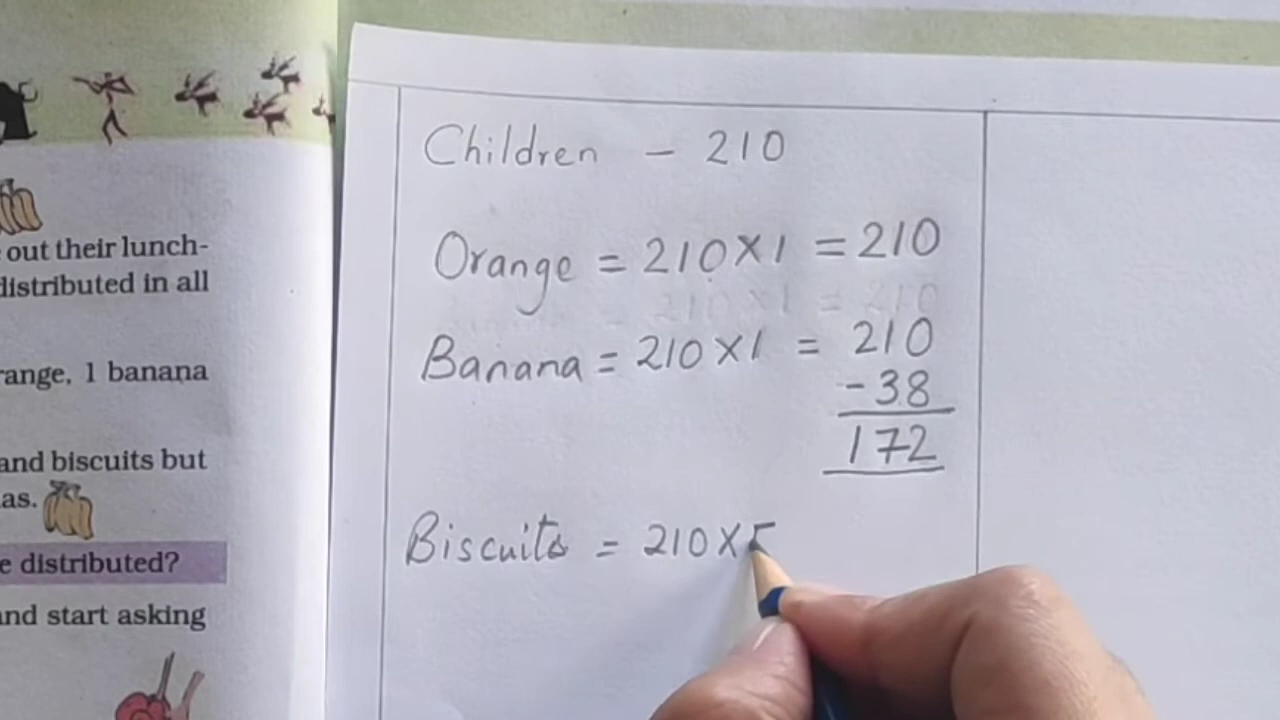 out their lunch-
distributed in all
range, 1 banana
and biscuits but
as.
e distributed?
and start asking
Children - 210
Orange = 210 × 1 = 210
Banana = 210 × 1 = 210
- 38
172
Biscuits = 210 × 5